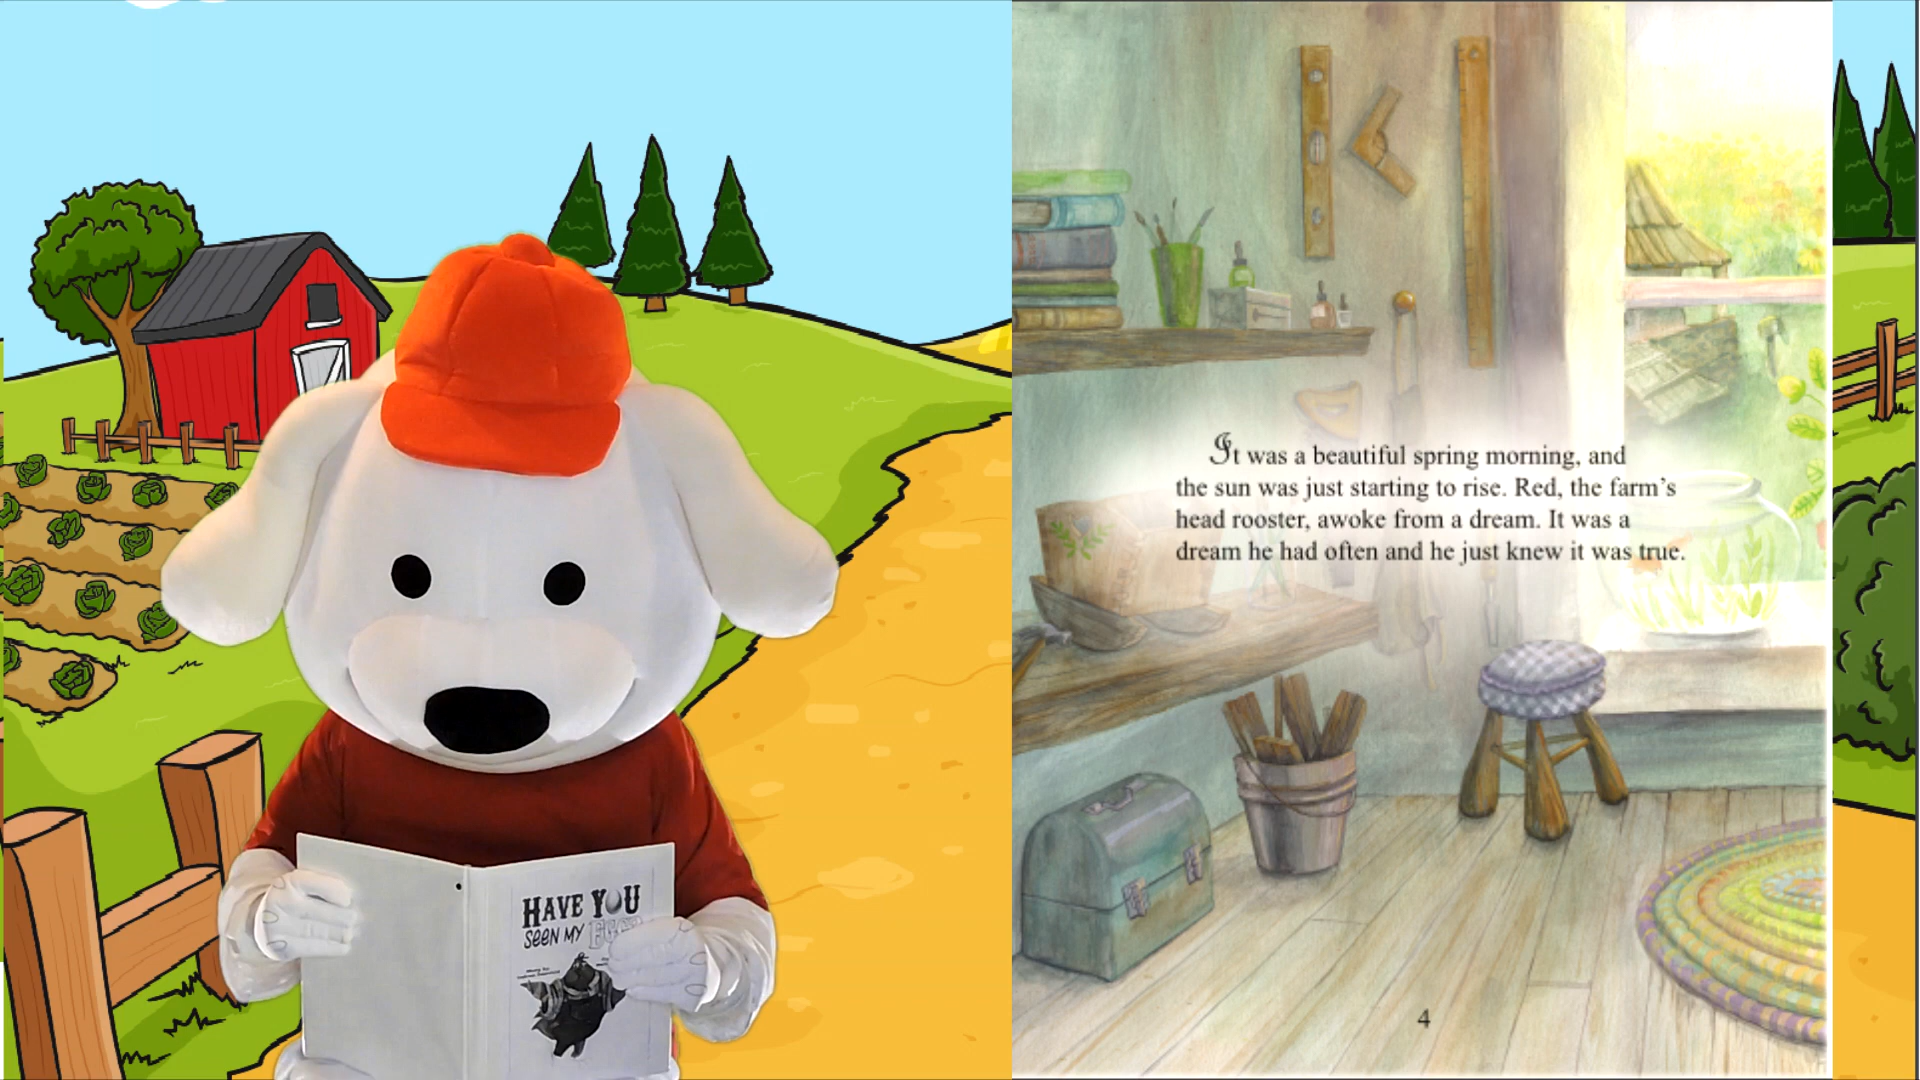 HAVE YOU
SEEN MY
It was a beautiful spring morning, and
the sun was just starting to rise. Red, the farm's
head rooster, awoke from a dream. It was a
dream he had often and he just knew it was true.
4